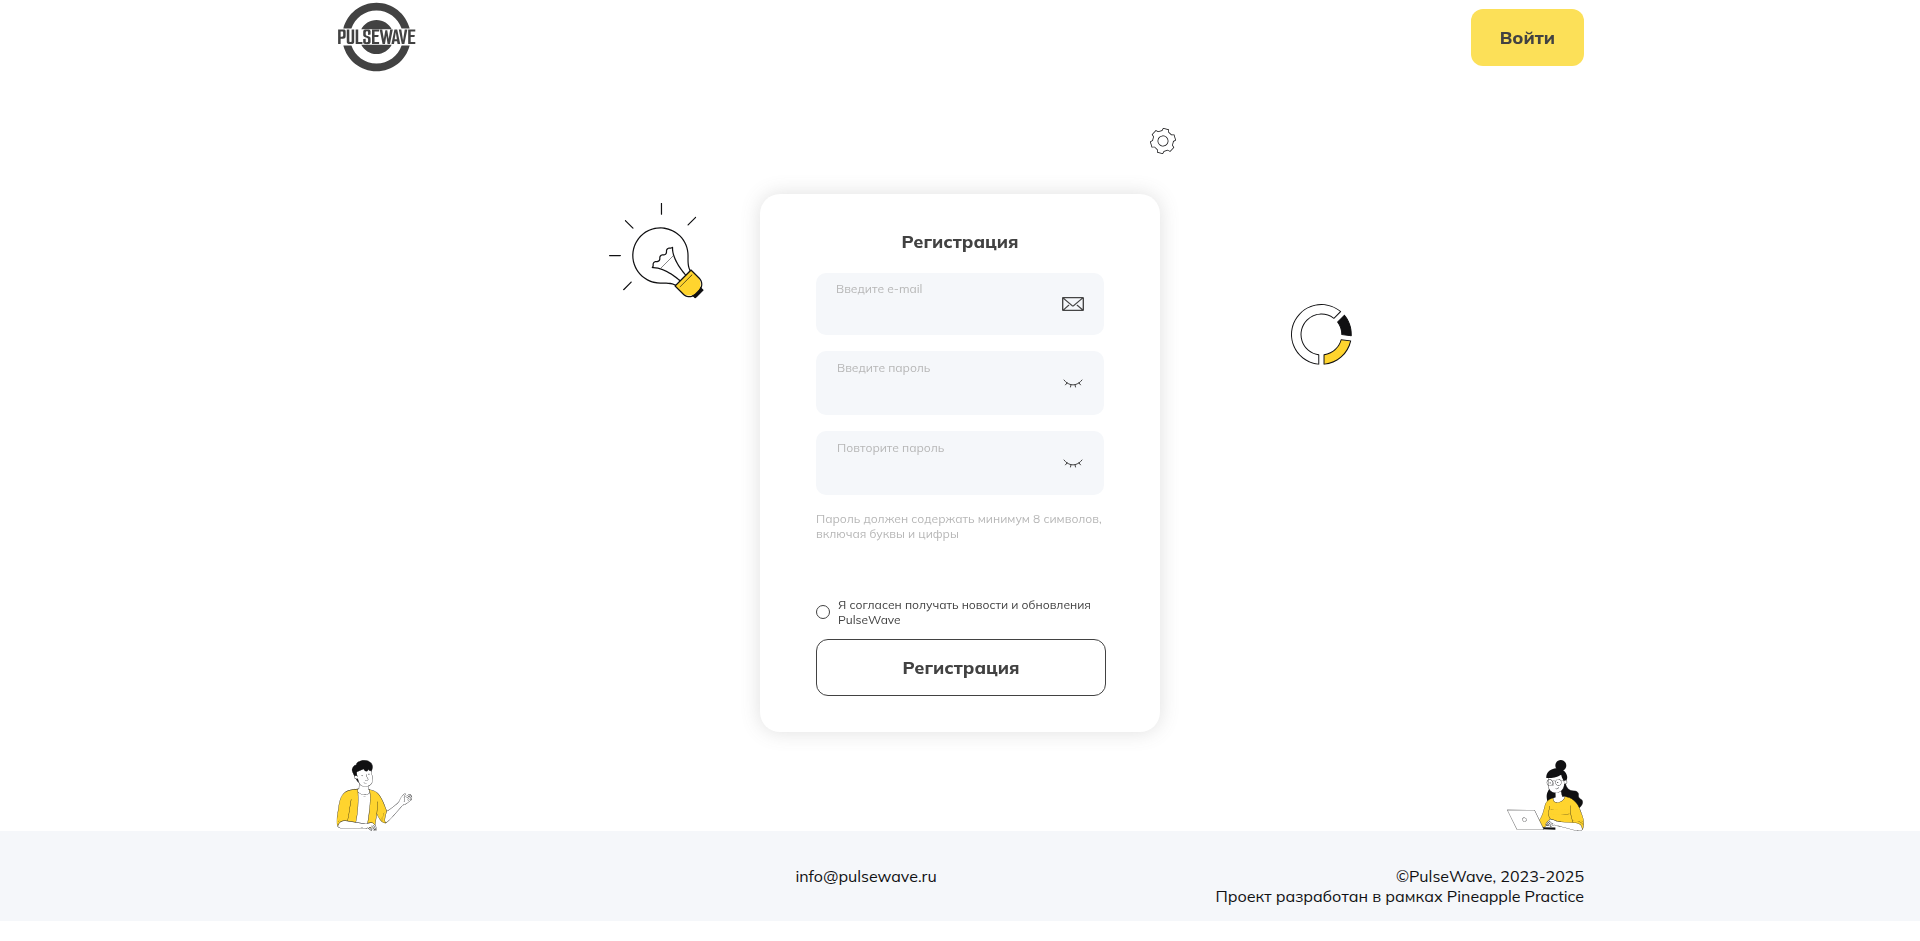 PULSEWAVE
Войти
Регистрация
Введите e-mail
Введите пароль
Повторите пароль
Пароль должен содержать минимум 8 символов,
включая буквы и цифры
Я согласен получать новости и обновления
PulseWave
Регистрация
info@pulsewave.ru
©PulseWave, 2023-2025
Проект разработан в рамках Pineapple Practice